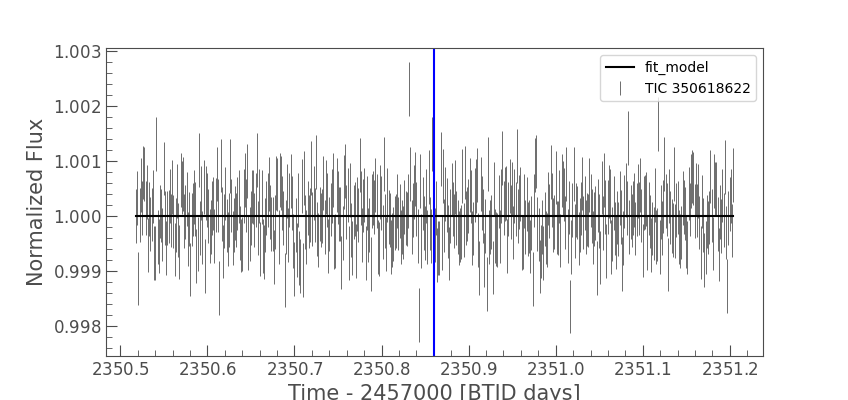 1.003
1.002
1.001
1.000
0.999
0.998
Normalized Flux
fit_model
TIC 350618622
2350.5 2350.6 2350.7 2350.8 2350.9 2351.0 2351.1 2351.2
Time - 2457000 [BTJD days]